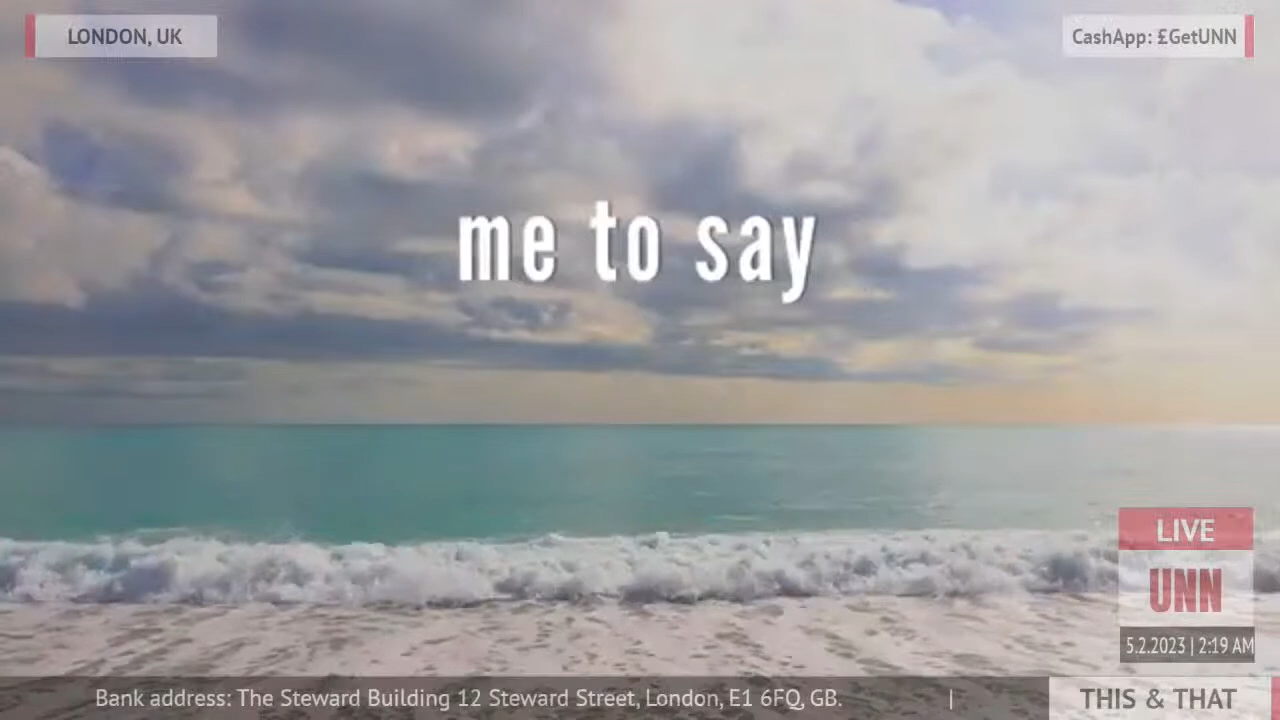 LONDON, UK
CashApp: £GetUNN
me to say
LIVE
UNN
5.2.2023 | 2:19 AM
Bank address: The Steward Building 12 Steward Street, London, E1 6FQ, GB. |
THIS & THAT